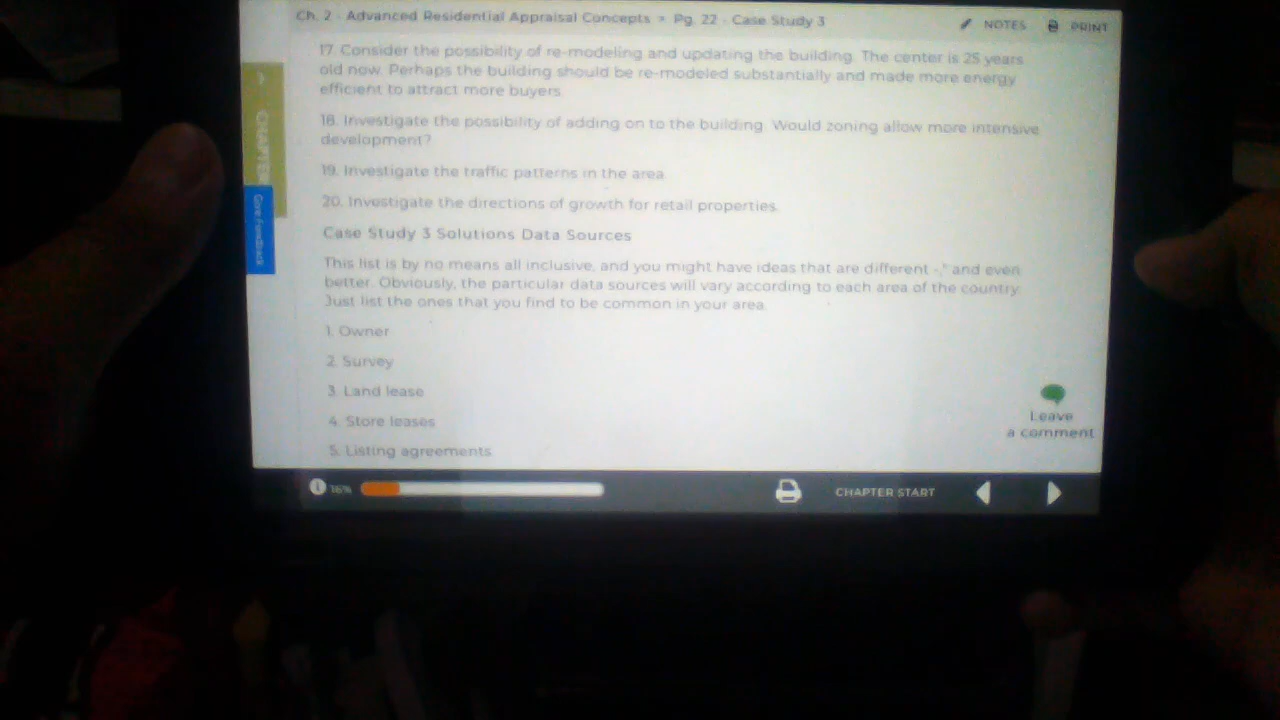 Ch. 2 - Advanced Residential Appraisal Concepts > Pg. 22 - Case Study 3
NOTES
PRINT
17. Consider the possibility of re-modeling and updating the building. The center is 25 years
old now. Perhaps the building should be re-modeled substantially and made more energy
efficient to attract more buyers.
18. Investigate the possibility of adding on to the building. Would zoning allow more intensive
development?
19. Investigate the traffic patterns in the area.
20. Investigate the directions of growth for retail properties.
Case Study 3 Solutions Data Sources
This list is by no means all inclusive, and you might have ideas that are different -," and even
better. Obviously, the particular data sources will vary according to each area of the country.
Just list the ones that you find to be common in your area.
1. Owner
2. Survey
3. Land lease
4. Store leases
5. Listing agreements
CHAPTER
Give Feedback
Leave
a comment
16%
CHAPTER START